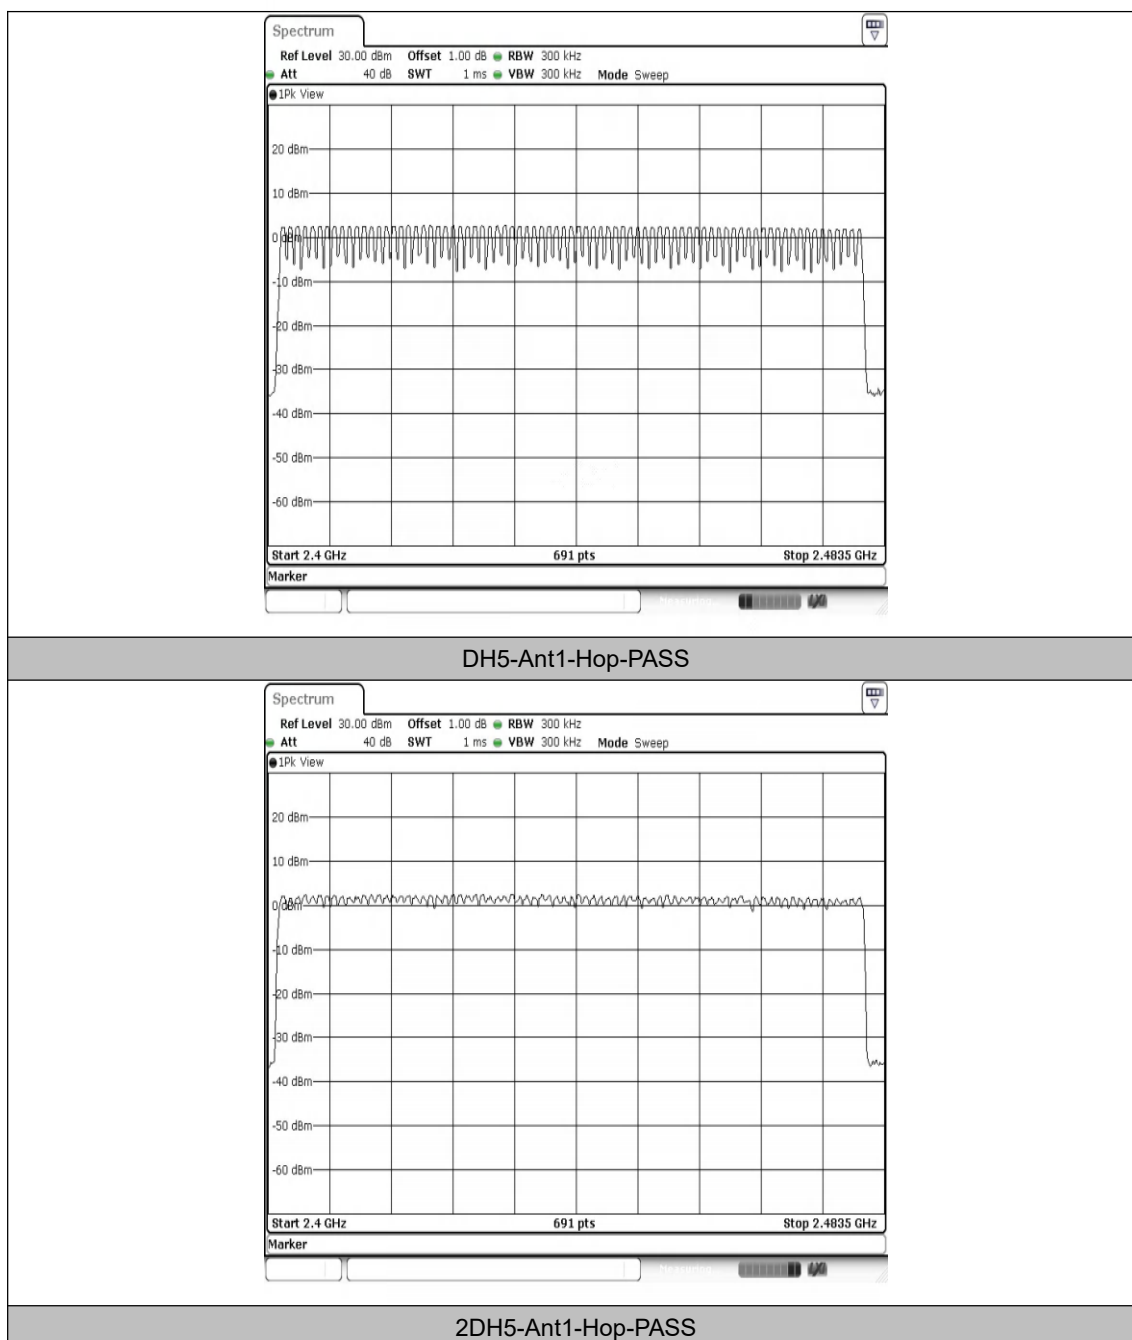 Spectrum
Ref Level 30.00 dBm Offset 1.00 dB RBW 300 kHz
Att 40 dB SWT 1 ms VBW 300 kHz Mode Sweep
1Pk View
20 dBm
10 dBm
0 dBm
-10 dBm
-20 dBm
-30 dBm
-40 dBm
-50 dBm
-60 dBm
Start 2.4 GHz 691 pts Stop 2.4835 GHz
Marker
Measuring
DH5-Ant1-Hop-PASS
Spectrum
Ref Level 30.00 dBm Offset 1.00 dB RBW 300 kHz
Att 40 dB SWT 1 ms VBW 300 kHz Mode Sweep
1Pk View
20 dBm
10 dBm
0 dBm
-10 dBm
-20 dBm
-30 dBm
-40 dBm
-50 dBm
-60 dBm
Start 2.4 GHz 691 pts Stop 2.4835 GHz
Marker
Measuring
2DH5-Ant1-Hop-PASS